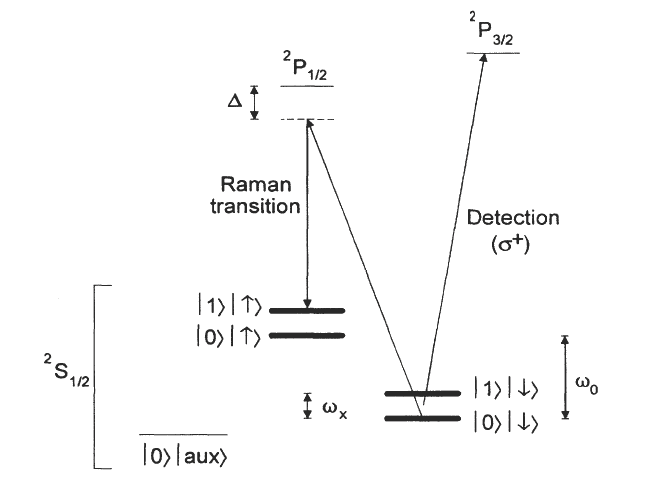 ²P₃/₂
²P₁/₂
Δ
Raman
transition
Detection
(σ⁺)
|1⟩|↑⟩
|0⟩|↑⟩
²S₁/₂
|1⟩|↓⟩
|0⟩|↓⟩
ωₓ
ω₀
|0⟩|aux⟩